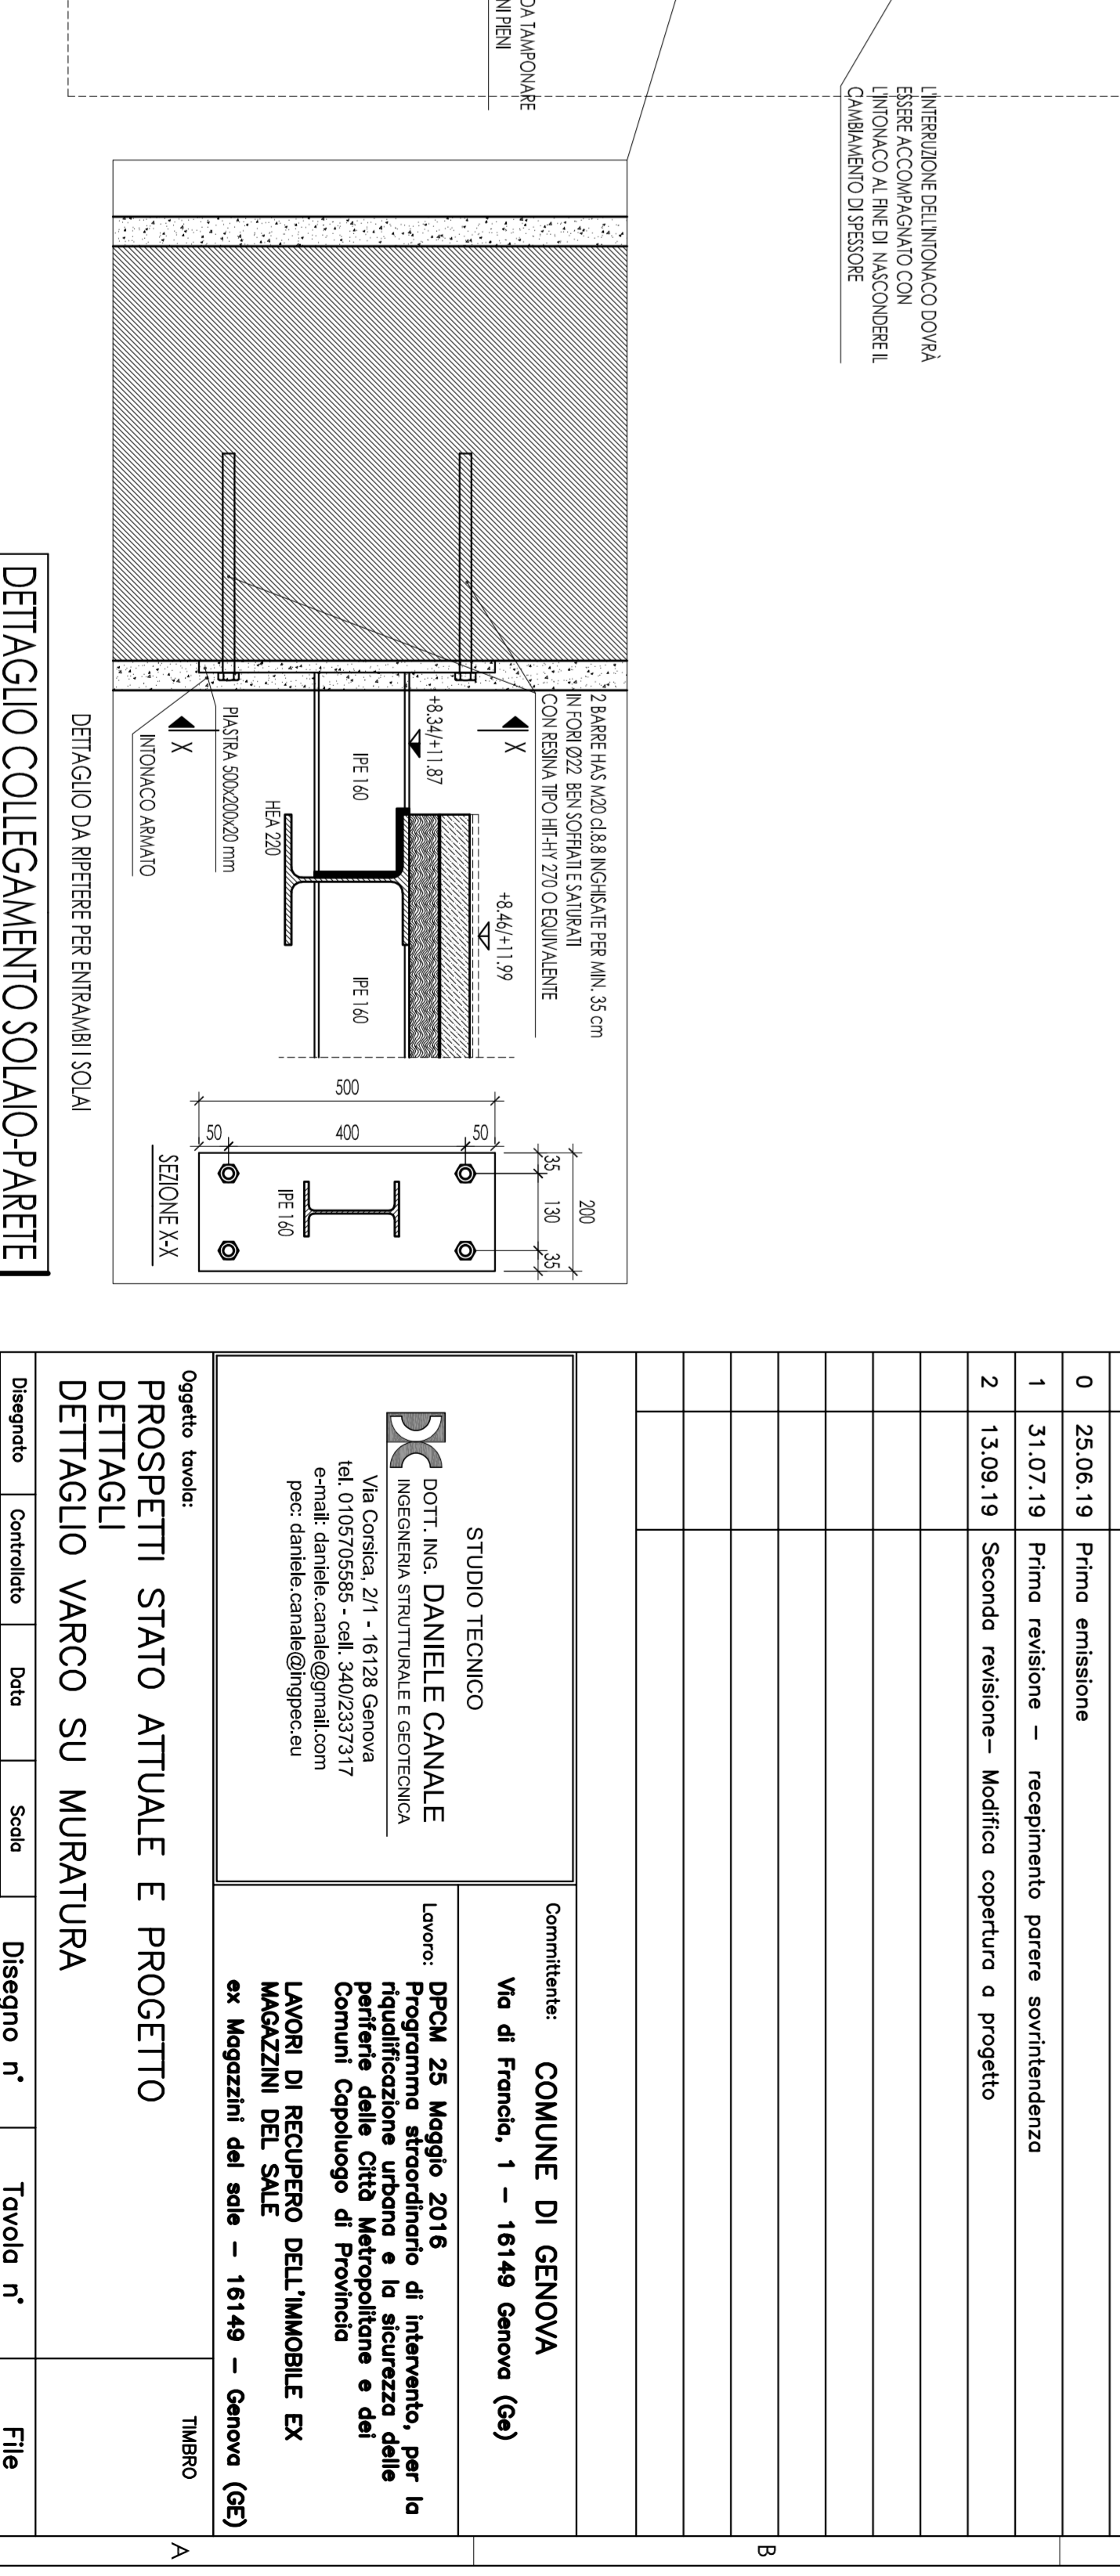 DA TAMPONARE
NI PIENI
L'INTERRUZIONE DELL'INTONACO DOVRÀ
ESSERE ACCOMPAGNATO CON
L'INTONACO AL FINE DI NASCONDERE IL
CAMBIAMENTO DI SPESSORE
2 BARRE HAS M20 cl.8.8 INGHISATE PER MIN. 35 cm
IN FORI Ø22 BEN SOFFIATI E SATURATI
CON RESINA TIPO HIT-HY 270 O EQUIVALENTE
X
+8.46/+11.99
+8.34/+11.87
IPE 160
IPE 160
HEA 220
PIASTRA 500x200x20 mm
X
INTONACO ARMATO
200
35
130
35
500
50
400
50
IPE 160
SEZIONE X-X
DETTAGLIO DA RIPETERE PER ENTRAMBI I SOLAI
DETTAGLIO COLLEGAMENTO SOLAIO-PARETE
0 25.06.19 Prima emissione
1 31.07.19 Prima revisione – recepimento parere sovrintendenza
2 13.09.19 Seconda revisione– Modifica copertura a progetto
STUDIO TECNICO
DOTT. ING. DANIELE CANALE
INGEGNERIA STRUTTURALE E GEOTECNICA
Via Corsica, 2/1 - 16128 Genova
tel. 0105705585 - cell. 340/2337317
e-mail: daniele.canale@gmail.com
pec: daniele.canale@ingpec.eu
Committente: COMUNE DI GENOVA
Via di Francia, 1 – 16149 Genova (Ge)
Lavoro: DPCM 25 Maggio 2016
Programma straordinario di intervento, per la
riqualificazione urbana e la sicurezza delle
periferie delle Città Metropolitane e dei
Comuni Capoluogo di Provincia
LAVORI DI RECUPERO DELL'IMMOBILE EX
MAGAZZINI DEL SALE
ex Magazzini del sale – 16149 – Genova (GE)
Oggetto tavola:
PROSPETTI STATO ATTUALE E PROGETTO
DETTAGLI
DETTAGLIO VARCO SU MURATURA
TIMBRO
Disegnato Controllato Data Scala Disegno n° Tavola n° File
B
A